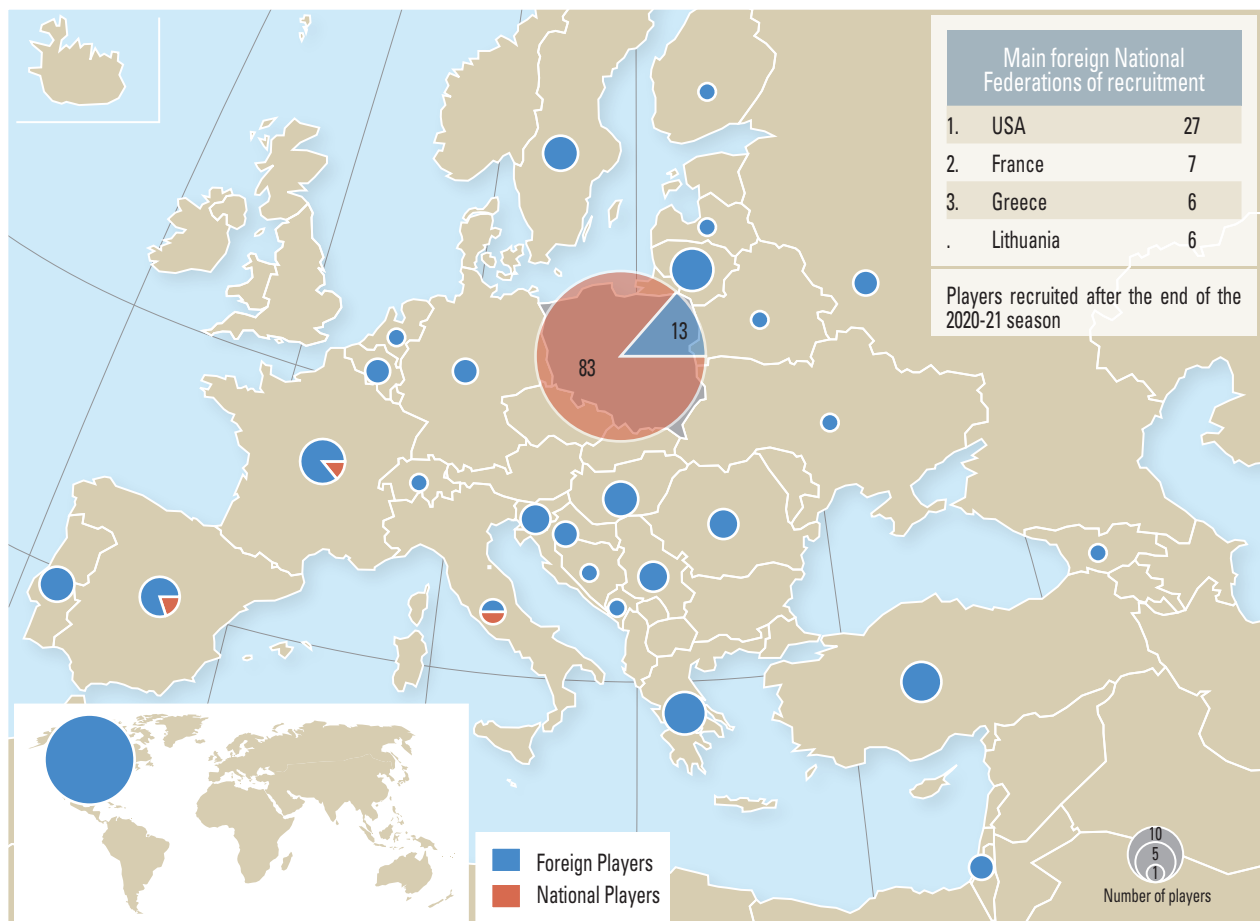 Main foreign National
Federations of recruitment
1. USA 27
2. France 7
3. Greece 6
. Lithuania 6
Players recruited after the end of the
2020-21 season
13
83
Foreign Players
National Players
10
5
1
Number of players